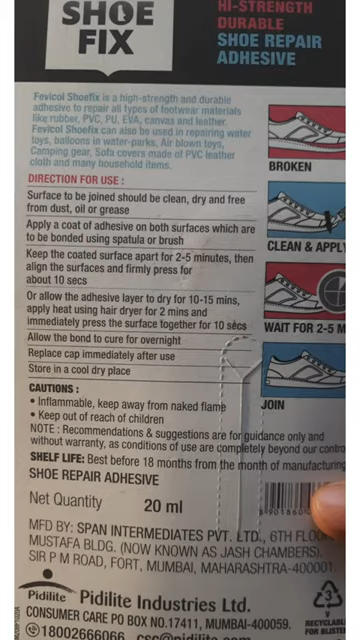 SHOE
FIX
HI-STRENGTH
DURABLE
SHOE REPAIR
ADHESIVE
Fevicol Shoefix is a high-strength and durable
adhesive to repair all types of footwear materials
like rubber, PVC, PU, EVA, canvas and leather.
Fevicol Shoefix can also be used in repairing water
toys, balloons in water-parks, Air blown toys,
Camping gear, Sofa covers made of PVC leather
cloth and many household items.
DIRECTION FOR USE :
Surface to be joined should be clean, dry and free
from dust, oil or grease
Apply a coat of adhesive on both surfaces which are
to be bonded using spatula or brush
Keep the coated surface apart for 2-5 minutes, then
align the surfaces and firmly press for
about 10 secs
Or allow the adhesive layer to dry for 10-15 mins,
apply heat using hair dryer for 2 mins and
immediately press the surface together for 10 secs
Allow the bond to cure for overnight
Replace cap immediately after use
Store in a cool dry place
BROKEN
CLEAN & APPLY
WAIT FOR 2-5 M
JOIN
CAUTIONS :
• Inflammable, keep away from naked flame
• Keep out of reach of children
NOTE : Recommendations & suggestions are for guidance only and
without warranty, as conditions of use are completely beyond our contro
SHELF LIFE: Best before 18 months from the month of manufacturing
SHOE REPAIR ADHESIVE
Net Quantity 20 ml
MFD BY: SPAN INTERMEDIATES PVT. LTD., 6TH FLOOR
MUSTAFA BLDG. (NOW KNOWN AS JASH CHAMBERS).
SIR P M ROAD, FORT, MUMBAI, MAHARASHTRA-400001.
Pidilite Pidilite Industries Ltd.
CONSUMER CARE PO BOX NO.17411, MUMBAI-400059.
18002666066
3
RECYCLABL